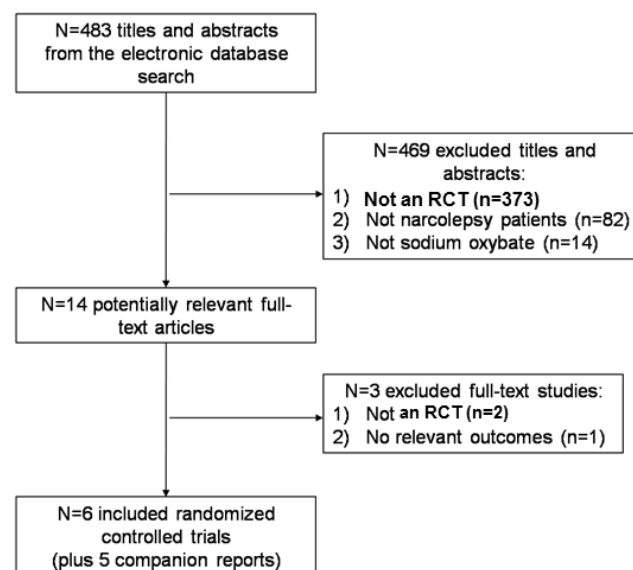 N=483 titles and abstracts
from the electronic database
search
N=469 excluded titles and
abstracts:
1) Not an RCT (n=373)
2) Not narcolepsy patients (n=82)
3) Not sodium oxybate (n=14)
N=14 potentially relevant full-
text articles
N=3 excluded full-text studies:
1) Not an RCT (n=2)
2) No relevant outcomes (n=1)
N=6 included randomized
controlled trials
(plus 5 companion reports)